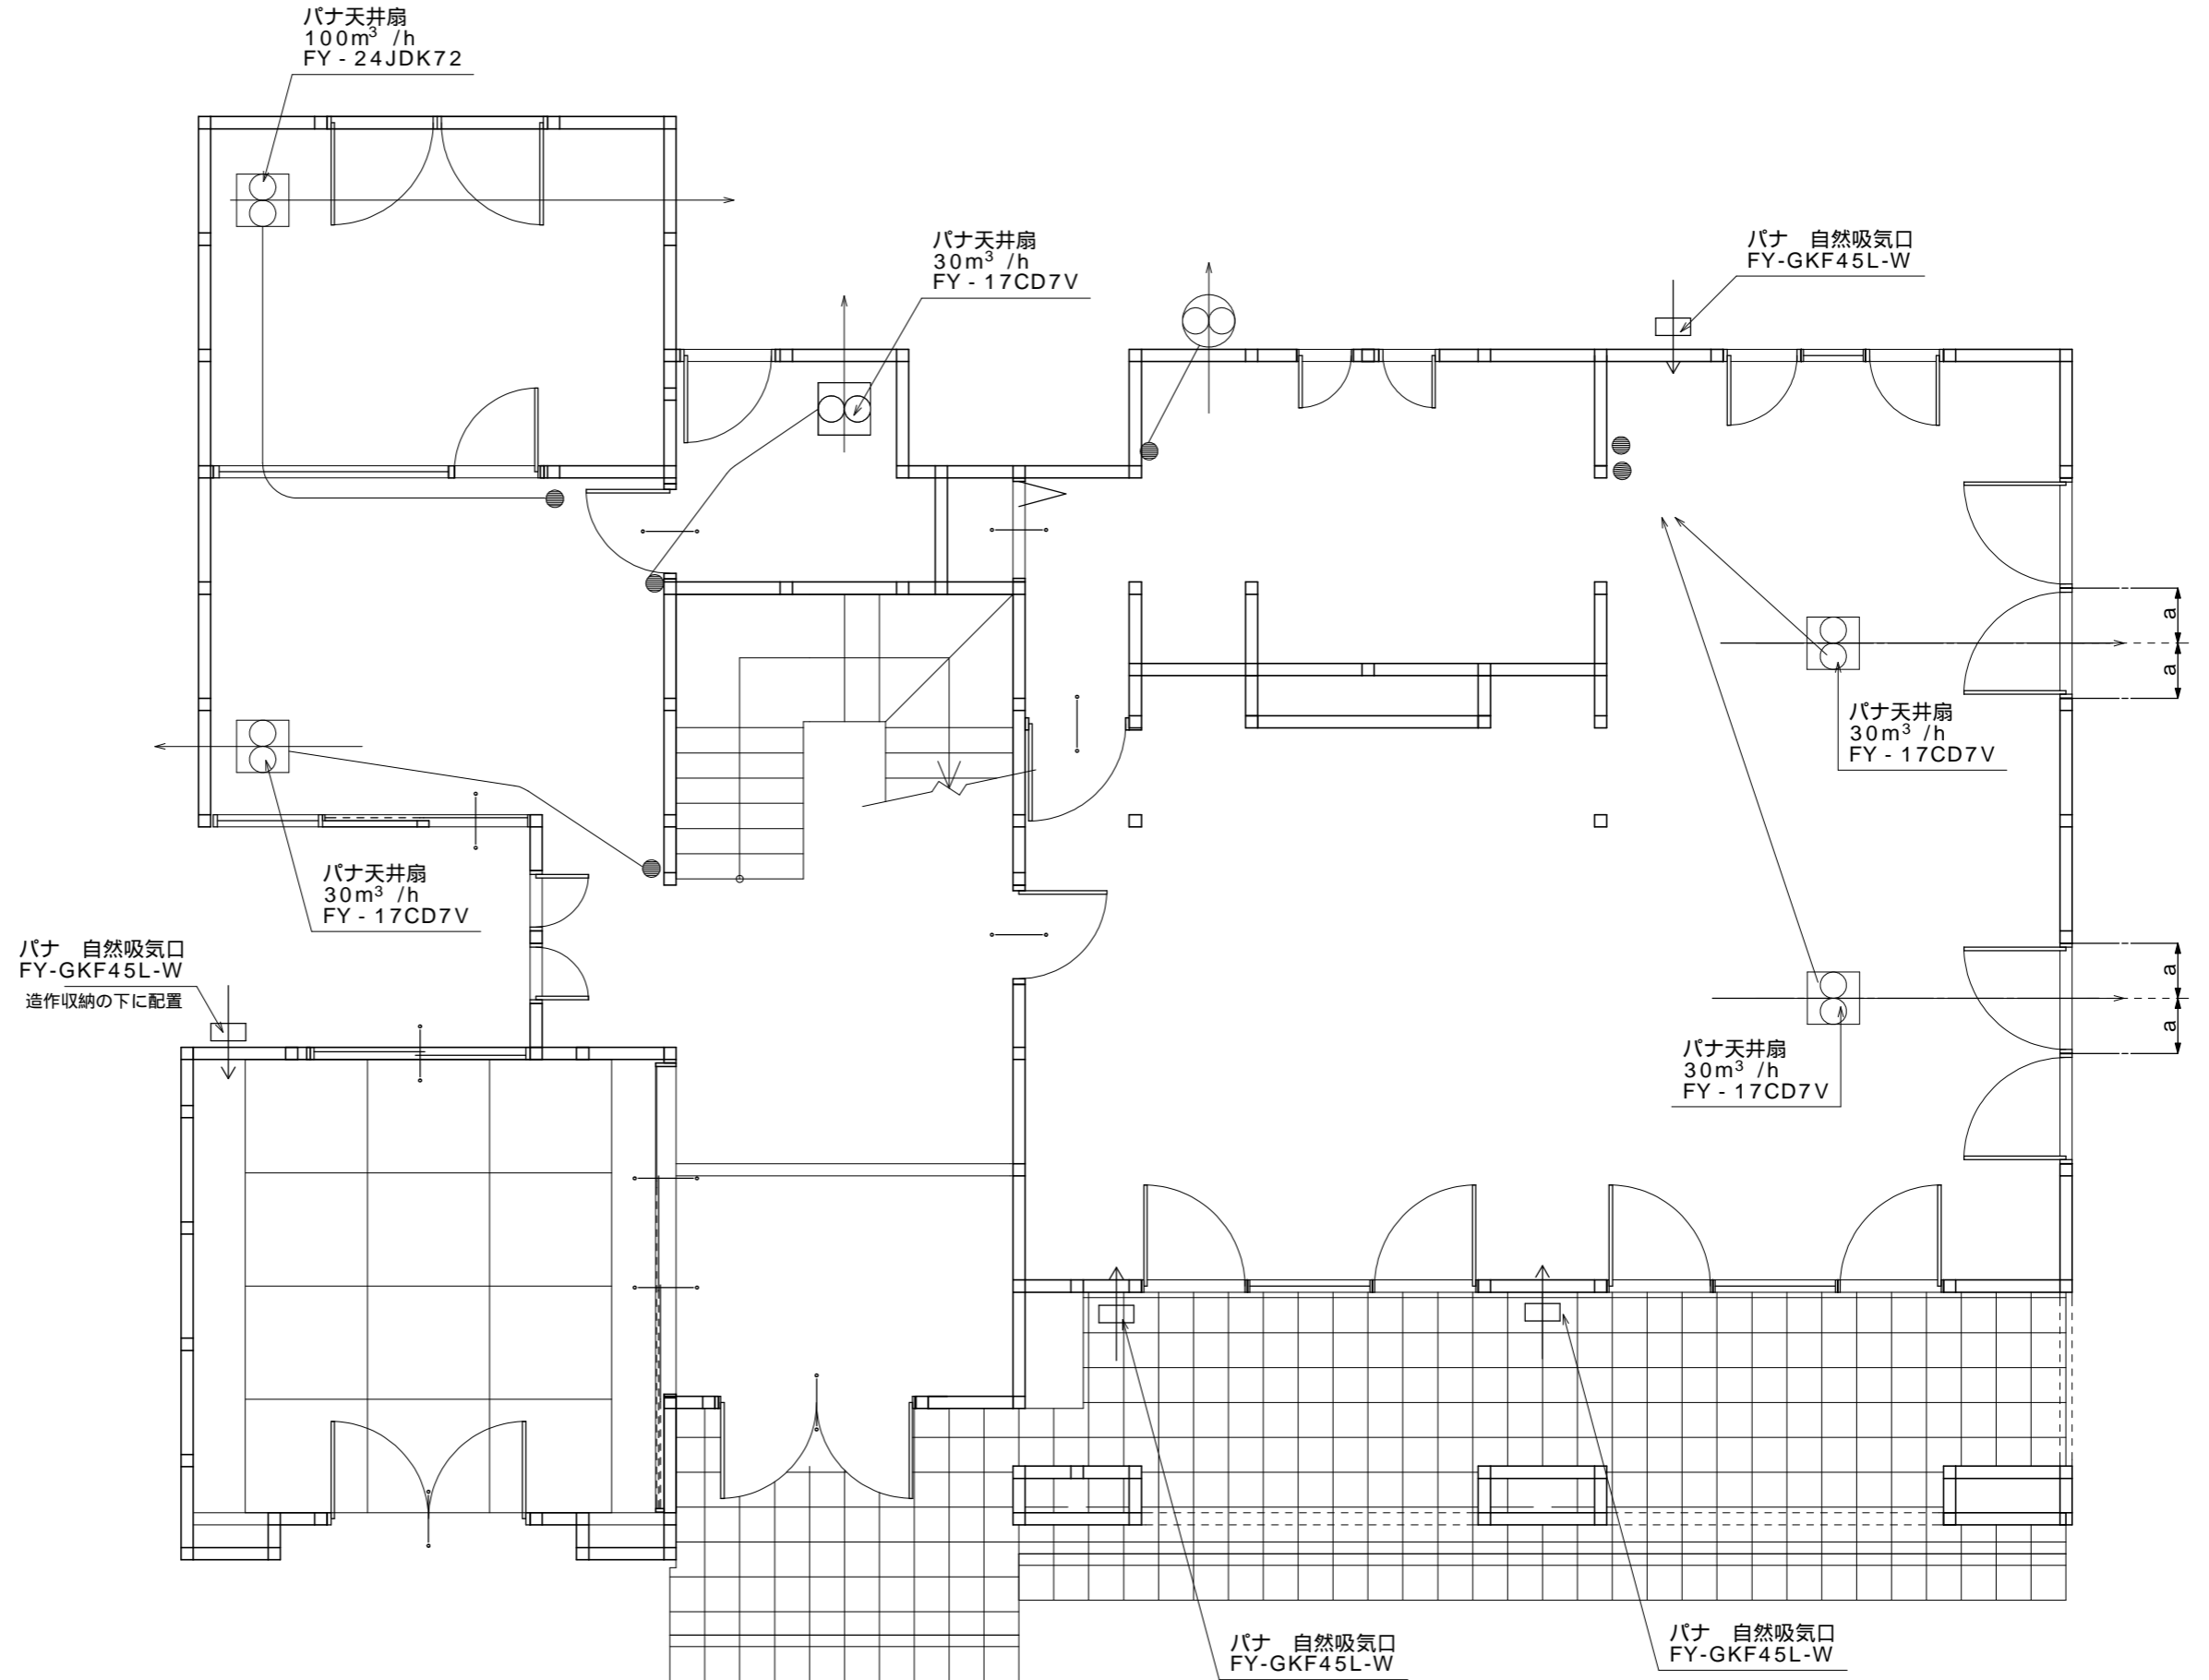 パナ天井扇
100m³ /h
FY - 24JDK72
パナ天井扇
30m³ /h
FY - 17CD7V
パナ　自然吸気口
FY-GKF45L-W
a
a
パナ天井扇
30m³ /h
FY - 17CD7V
パナ天井扇
30m³ /h
FY - 17CD7V
パナ　自然吸気口
FY-GKF45L-W
造作収納の下に配置
a
a
パナ天井扇
30m³ /h
FY - 17CD7V
パナ　自然吸気口
FY-GKF45L-W
パナ　自然吸気口
FY-GKF45L-W